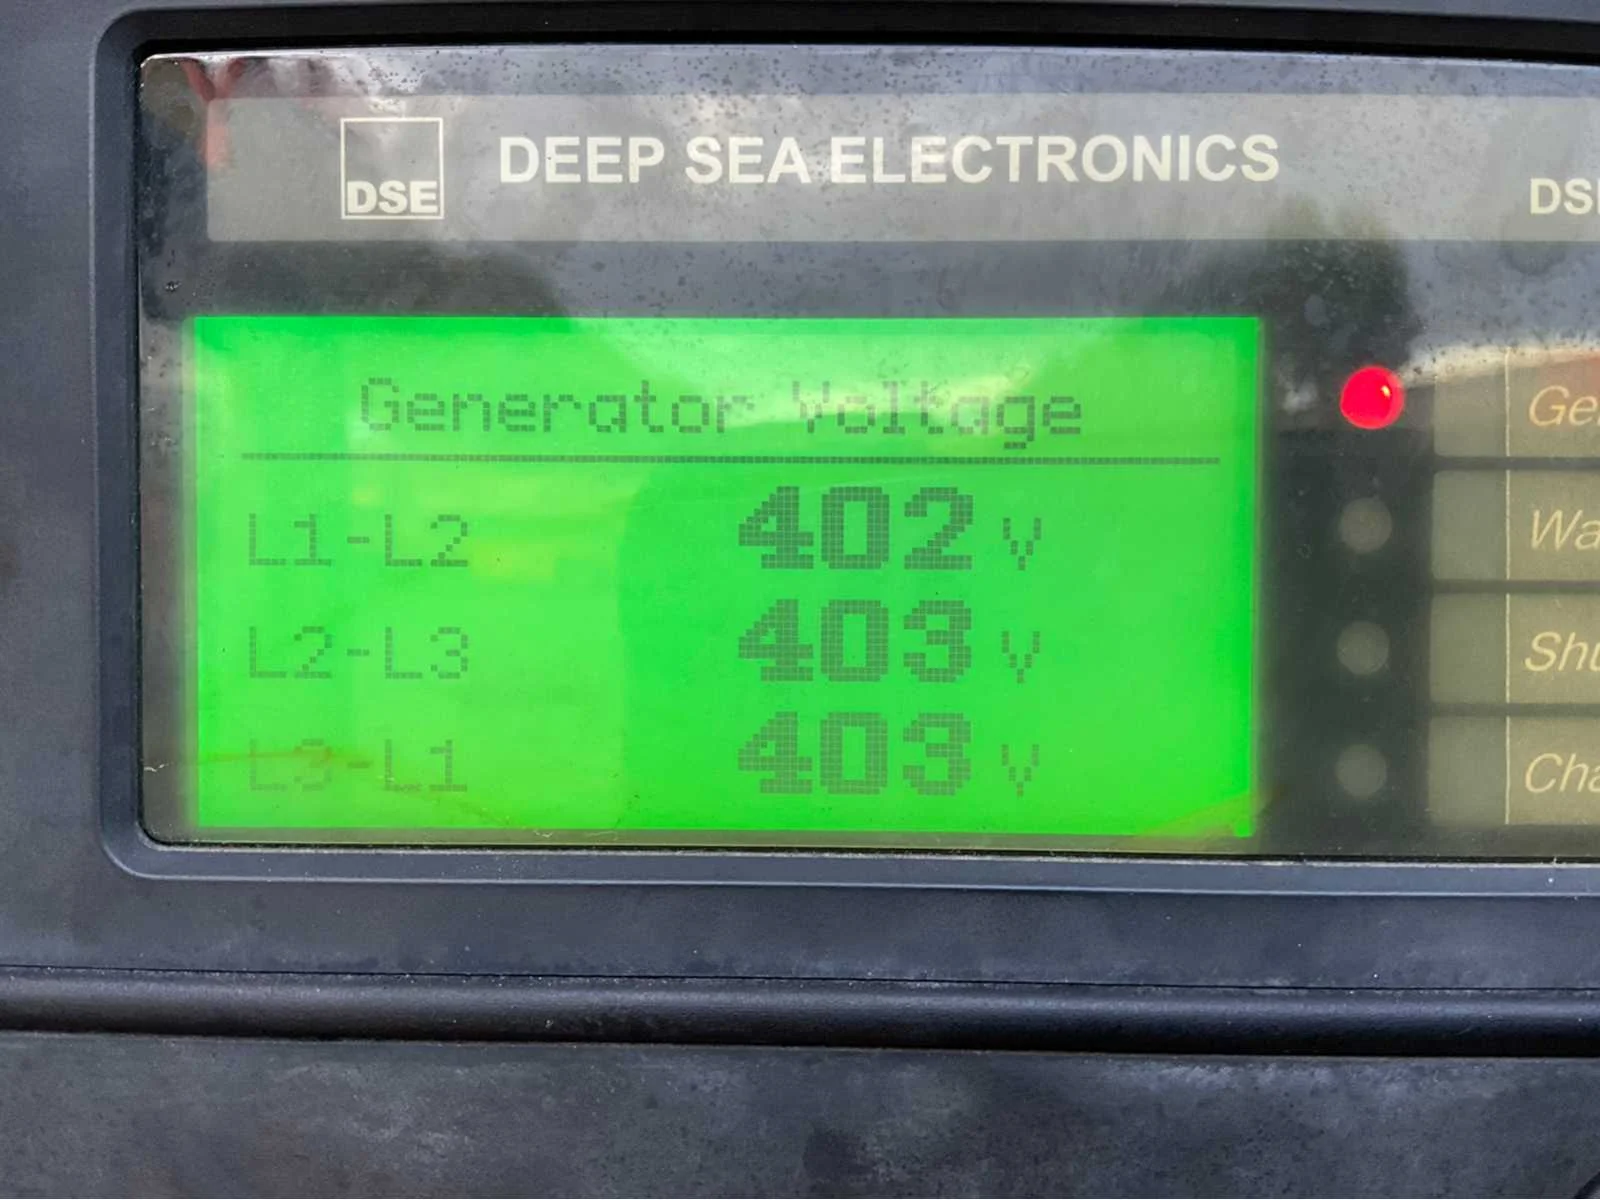 DSE DEEP SEA ELECTRONICS
Generator Voltage
L1-L2 402 V
L2-L3 403 V
L3-L1 403 V